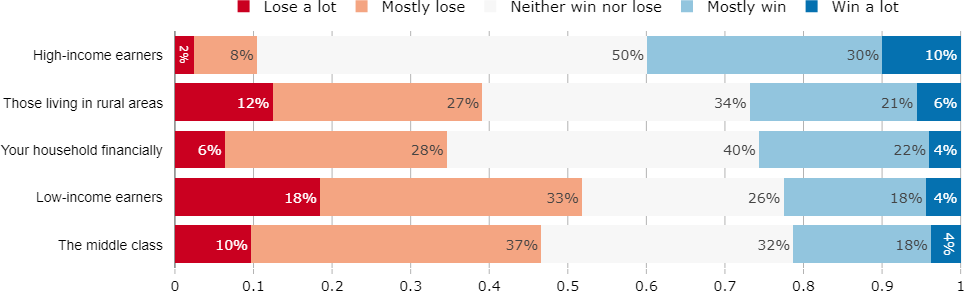 Lose a lot Mostly lose Neither win nor lose Mostly win Win a lot
High-income earners 2% 8% 50% 30% 10%
Those living in rural areas 12% 27% 34% 21% 6%
Your household financially 6% 28% 40% 22% 4%
Low-income earners 18% 33% 26% 18% 4%
The middle class 10% 37% 32% 18% 4%
0 0.1 0.2 0.3 0.4 0.5 0.6 0.7 0.8 0.9 1